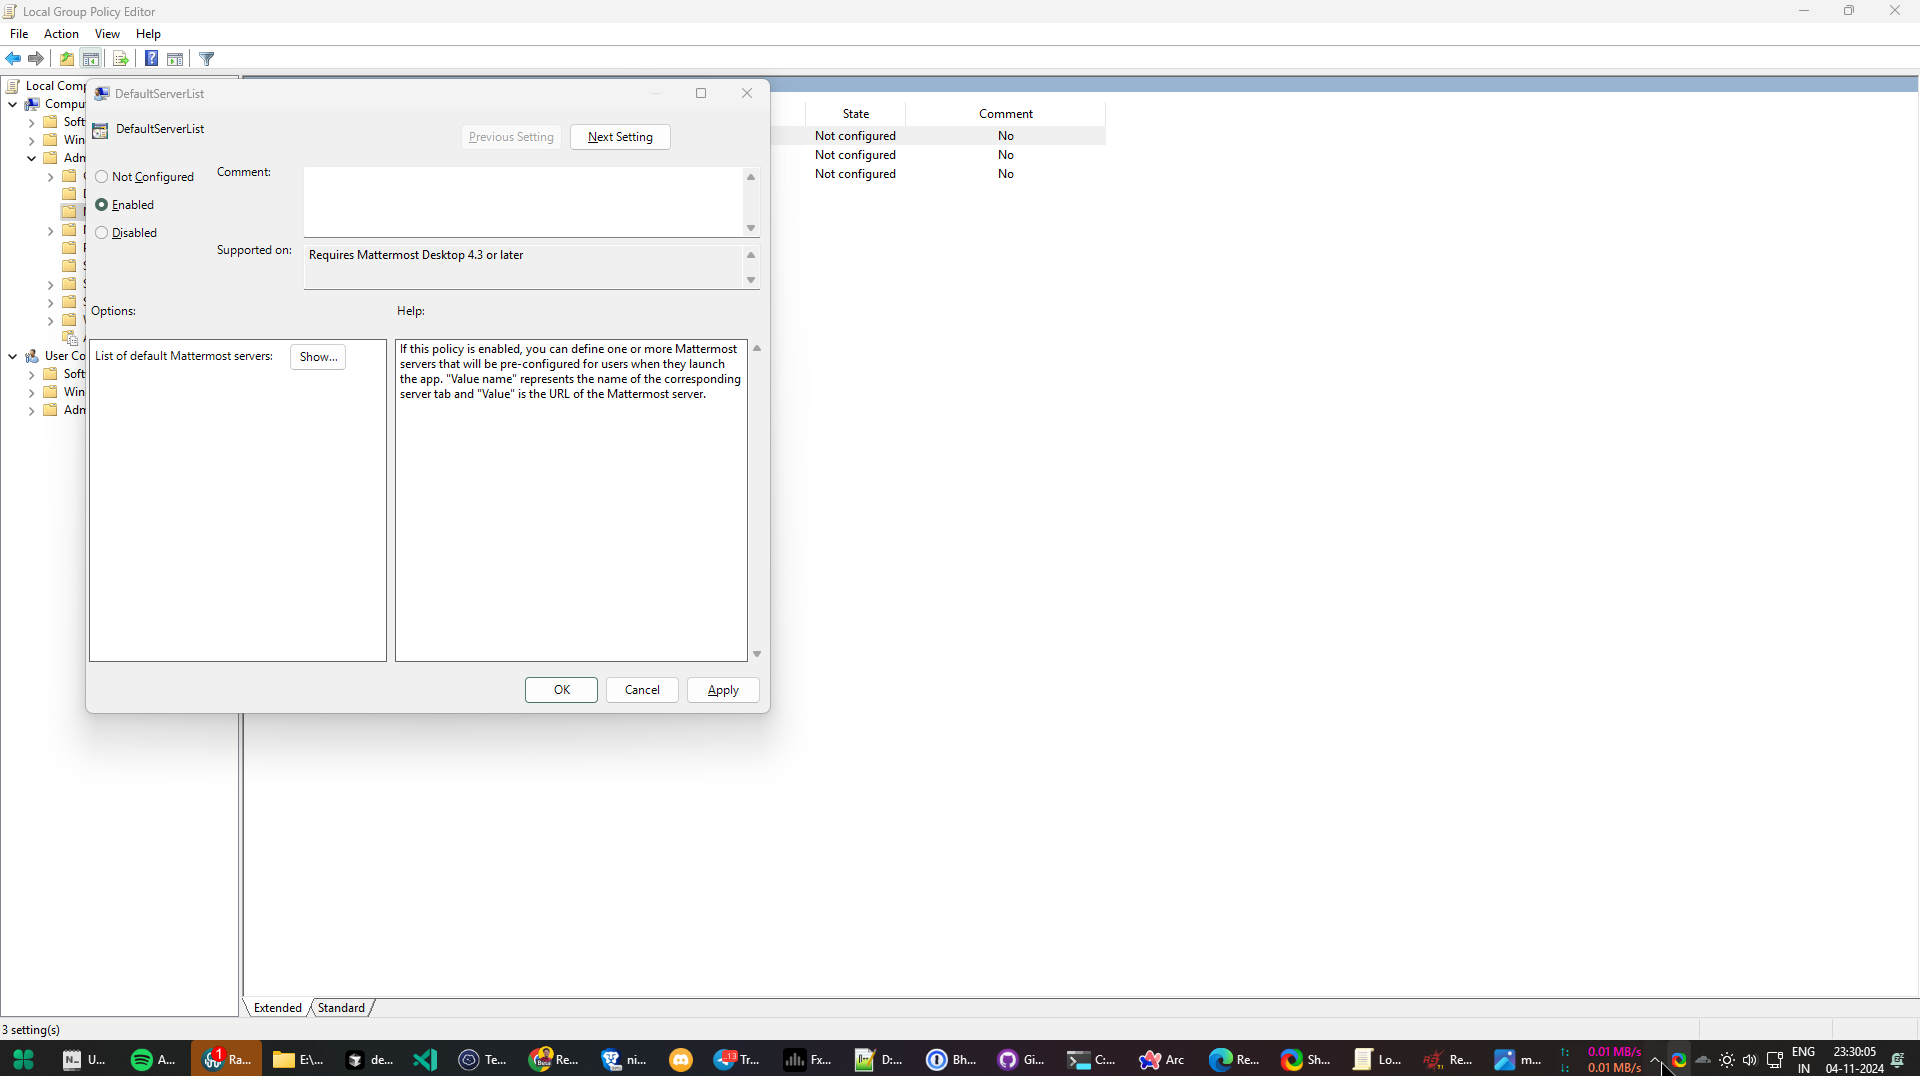 Local Group Policy Editor
File Action View Help
Local Comp
Compu
Soft
Win
Adm
User Co
Soft
Win
Adm
DefaultServerList
DefaultServerList
Previous Setting Next Setting
Not Configured
Enabled
Disabled
Comment:
Supported on:
Requires Mattermost Desktop 4.3 or later
Options:
Help:
List of default Mattermost servers: Show...
If this policy is enabled, you can define one or more Mattermost
servers that will be pre-configured for users when they launch
the app. "Value name" represents the name of the corresponding
server tab and "Value" is the URL of the Mattermost server.
OK Cancel Apply
State Comment
Not configured No
Not configured No
Not configured No
Extended Standard
3 setting(s)
U... A... 1 Ra... E:\... de... Te... Re... ni... 13 Tr... Fx... D:... Bh... Gi... C:... Arc Re... Sh... Lo... Re... m...
↑: 0.01 MB/s
↓: 0.01 MB/s
ENG
IN
23:30:05
04-11-2024